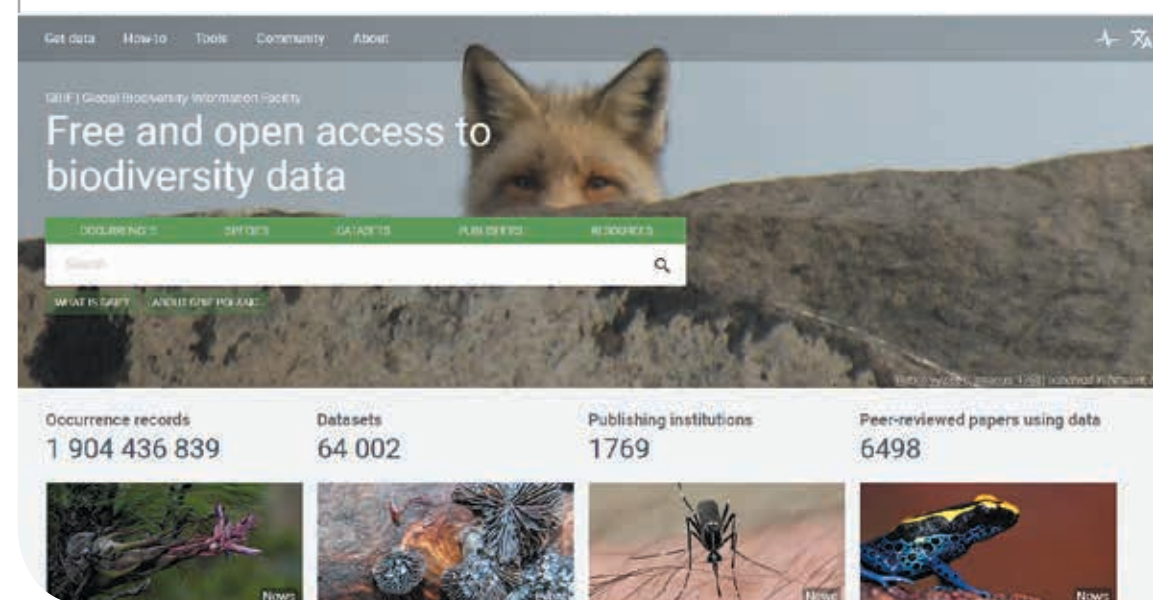 Get data How-to Tools Community About
GBIF | Global Biodiversity Information Facility
Free and open access to
biodiversity data
OCCURRENCES SPECIES DATASETS PUBLISHERS RESOURCES
Search
WHAT IS GBIF? ABOUT GBIF POLAND
Occurrence records Datasets Publishing institutions Peer-reviewed papers using data
1 904 436 839 64 002 1769 6498
News News News